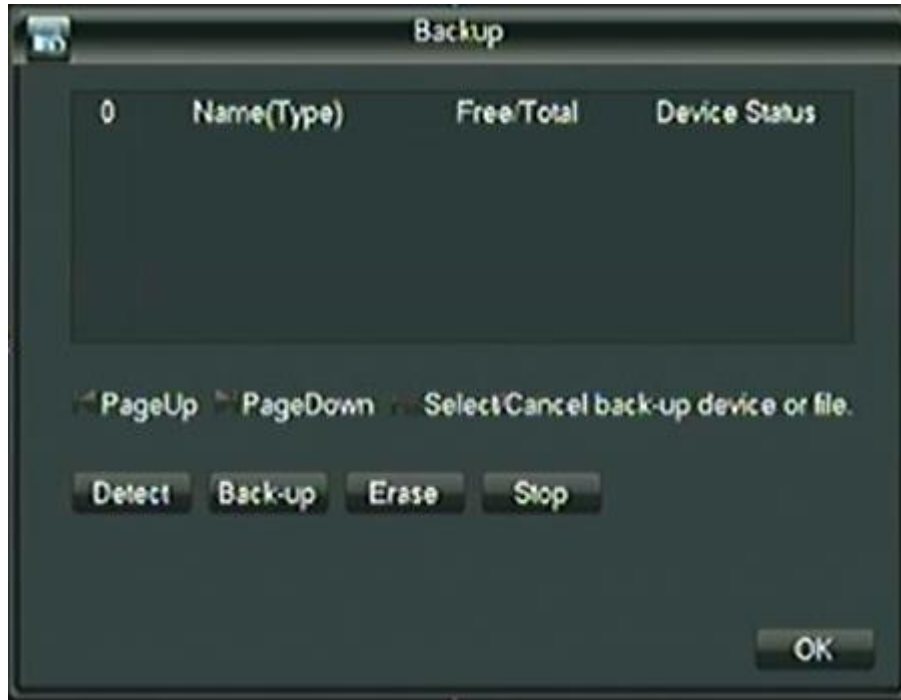 Backup
0 Name(Type) Free/Total Device Status
PageUp PageDown Select/Cancel back-up device or file.
Detect Back-up Erase Stop
OK